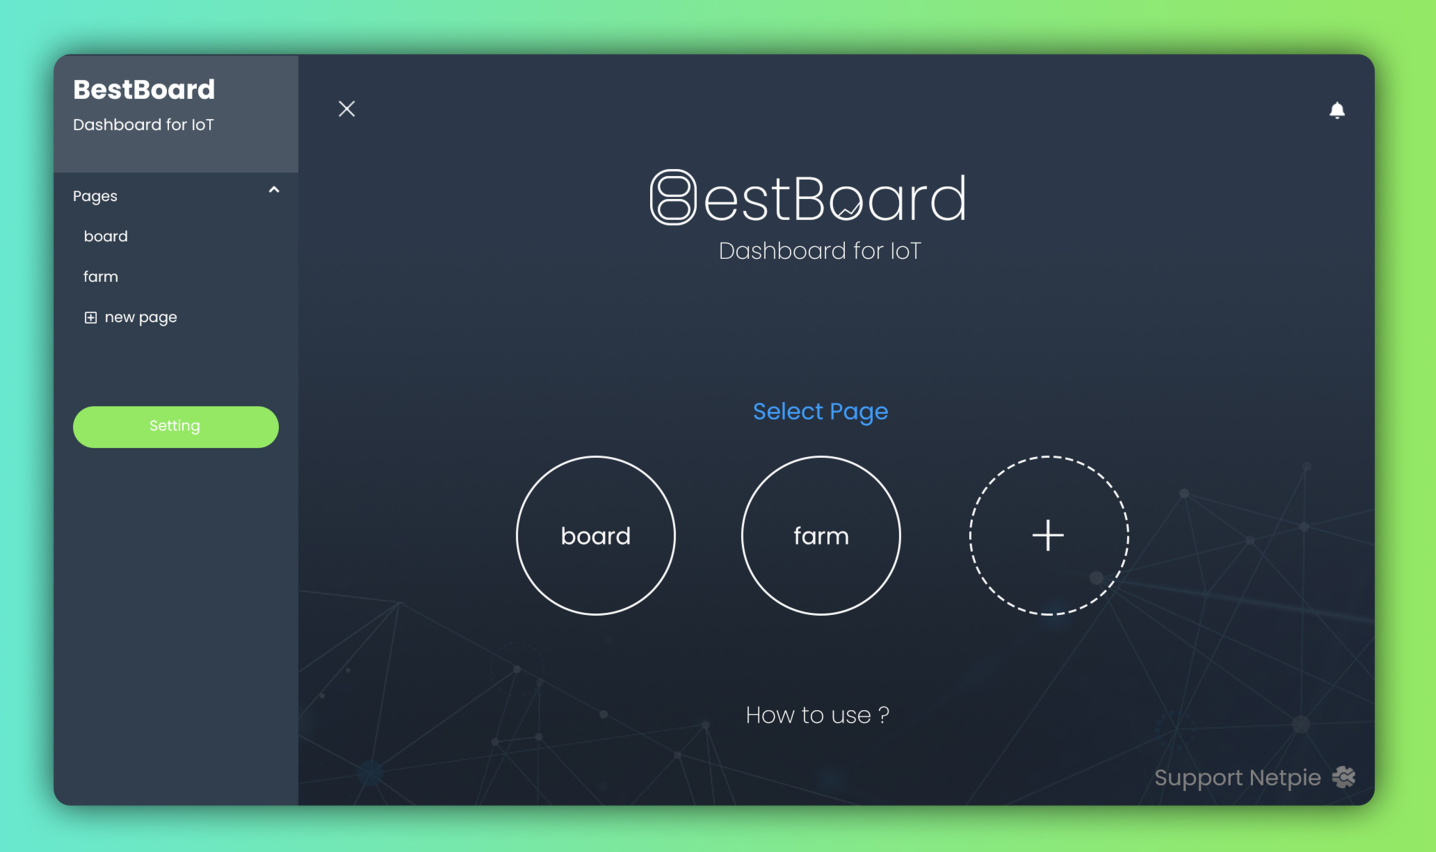 BestBoard
Dashboard for IoT
Pages
board
farm
new page
Setting
BestBoard
Dashboard for IoT
Select Page
board
farm
How to use ?
Support Netpie